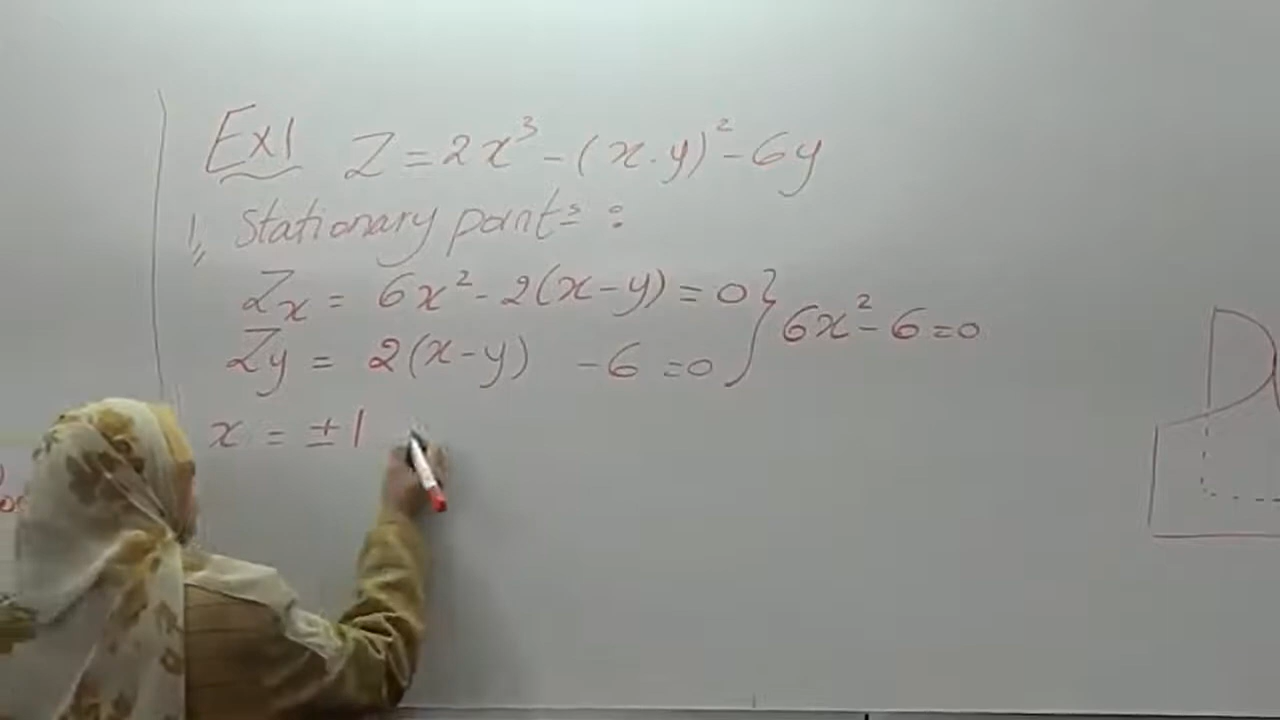 Ex1 Z = 2x³ - (x-y)² - 6y
1, Stationary points :
Zx = 6x² - 2(x-y) = 0 } 6x² - 6 = 0
Zy = 2(x-y) - 6 = 0
x = ±1